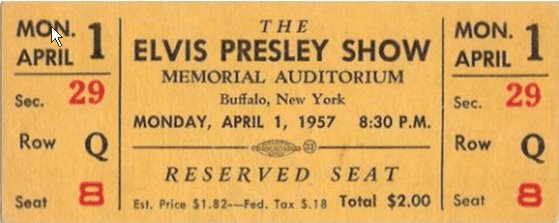 MON. APRIL 1
Sec. 29
Row Q
Seat 8
THE
ELVIS PRESLEY SHOW
MEMORIAL AUDITORIUM
Buffalo, New York
MONDAY, APRIL 1, 1957 8:30 P.M.
RESERVED SEAT
Est. Price $1.82—Fed. Tax $.18 Total $2.00
MON. APRIL 1
Sec. 29
Row Q
Seat 8